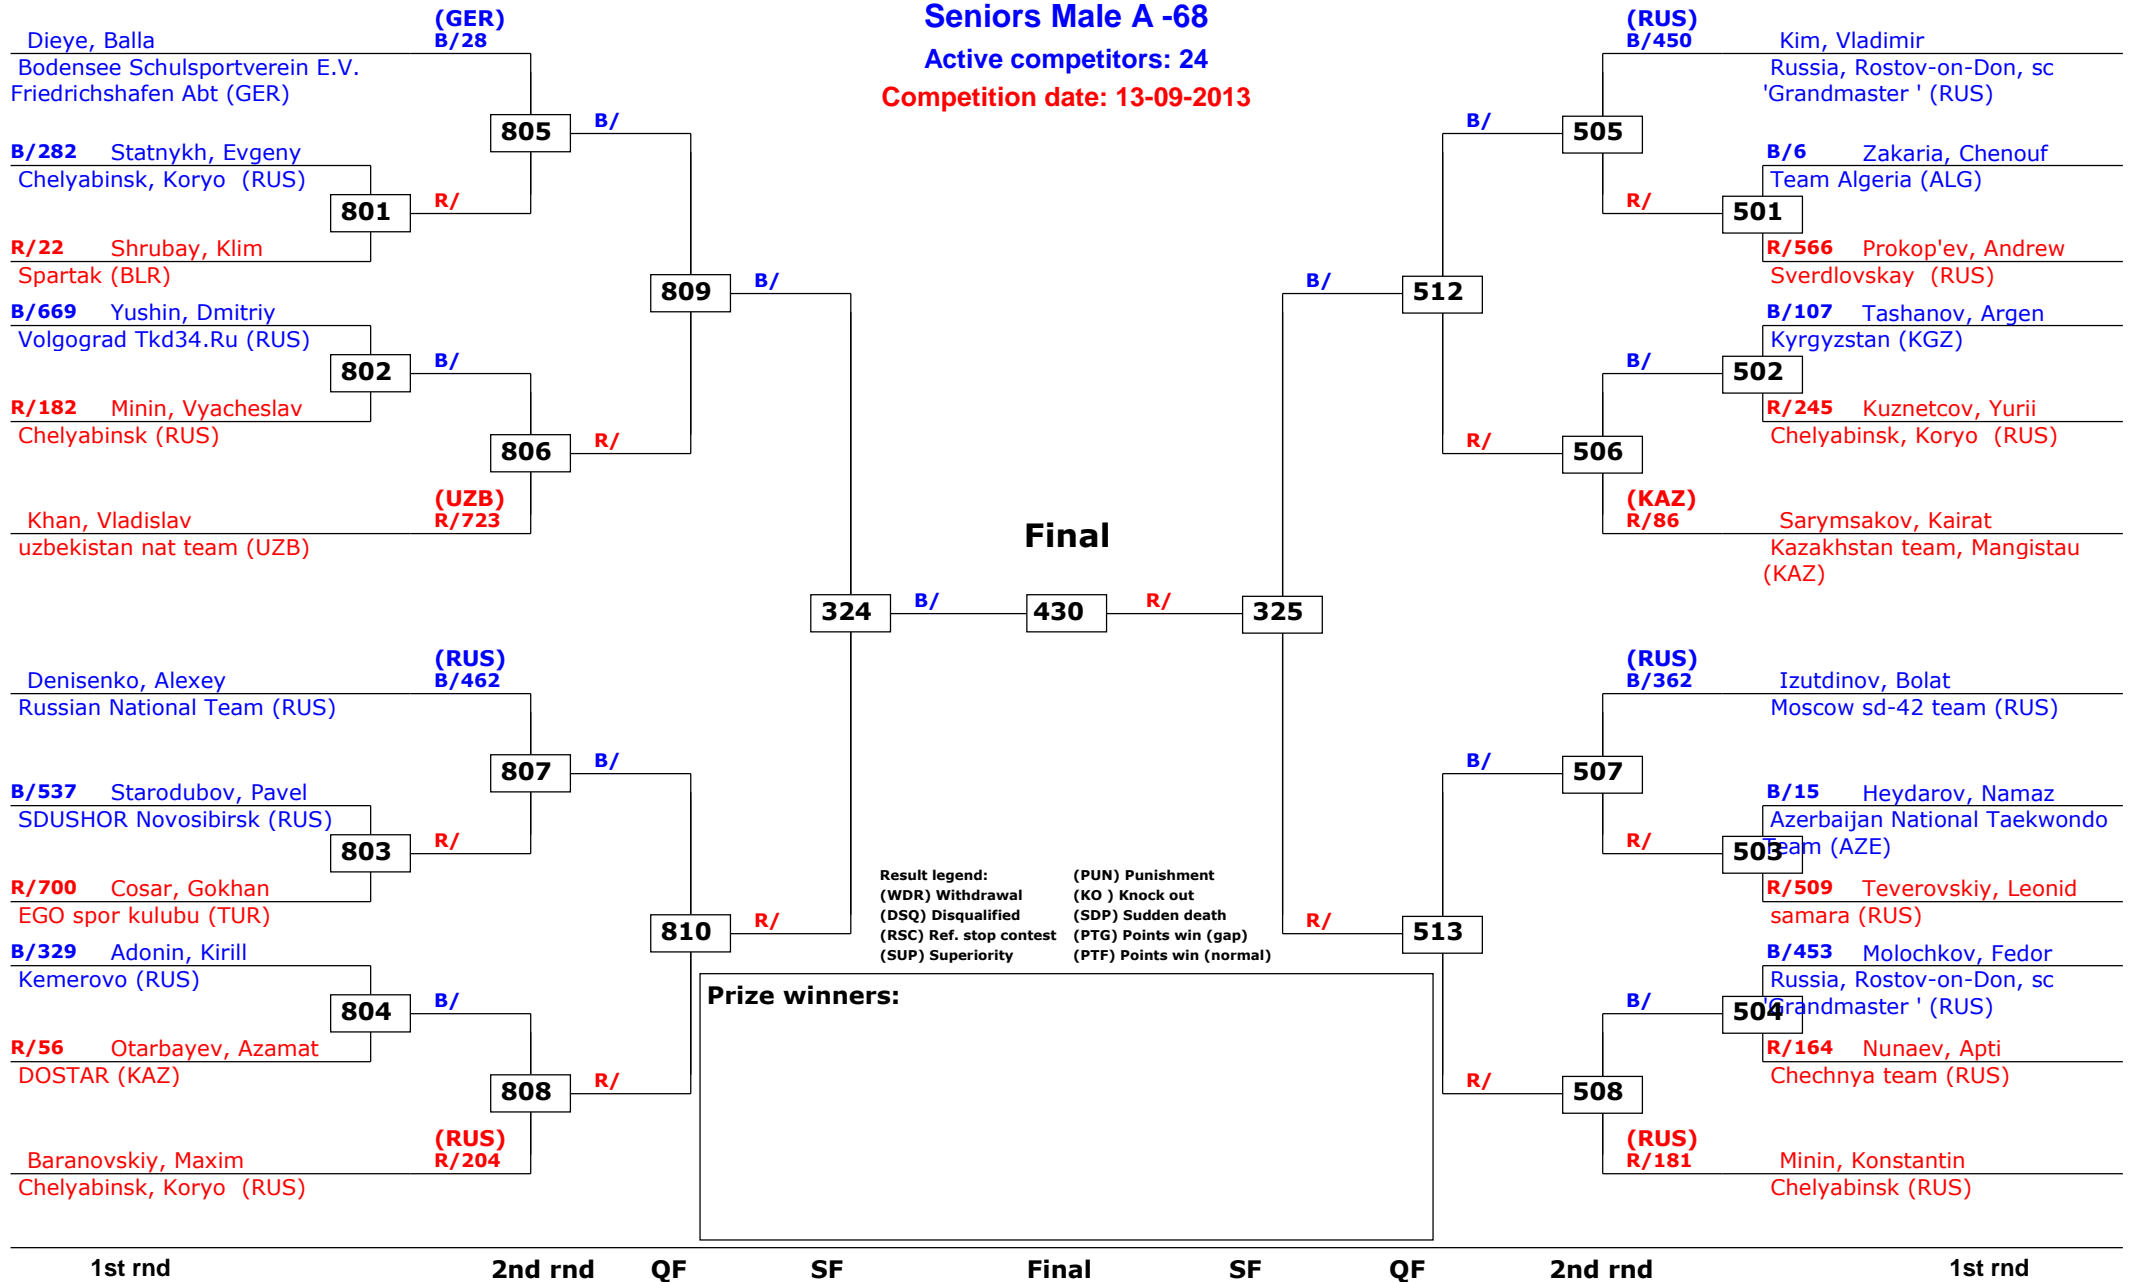 Seniors Male A -68
Active competitors: 24
Competition date: 13-09-2013
(GER)
Dieye, Balla B/28
Bodensee Schulsportverein E.V.
Friedrichshafen Abt (GER)
805 B/
B/282 Statnykh, Evgeny
Chelyabinsk, Koryo (RUS)
801 R/
R/22 Shrubay, Klim
Spartak (BLR)
809 B/
B/669 Yushin, Dmitriy
Volgograd Tkd34.Ru (RUS)
802 B/
R/182 Minin, Vyacheslav
Chelyabinsk (RUS)
806 R/
(UZB)
Khan, Vladislav R/723
uzbekistan nat team (UZB)
324 B/
(RUS)
Denisenko, Alexey B/462
Russian National Team (RUS)
807 B/
B/537 Starodubov, Pavel
SDUSHOR Novosibirsk (RUS)
803 R/
R/700 Cosar, Gokhan
EGO spor kulubu (TUR)
810 R/
B/329 Adonin, Kirill
Kemerovo (RUS)
804 B/
R/56 Otarbayev, Azamat
DOSTAR (KAZ)
808 R/
(RUS)
Baranovskiy, Maxim R/204
Chelyabinsk, Koryo (RUS)
Final
430
(RUS)
B/450 Kim, Vladimir
Russia, Rostov-on-Don, sc
'Grandmaster ' (RUS)
B/ 505
B/6 Zakaria, Chenouf
Team Algeria (ALG)
R/ 501
R/566 Prokop'ev, Andrew
Sverdlovskay (RUS)
B/ 512
B/107 Tashanov, Argen
Kyrgyzstan (KGZ)
B/ 502
R/245 Kuznetcov, Yurii
Chelyabinsk, Koryo (RUS)
R/ 506
(KAZ)
R/86 Sarymsakov, Kairat
Kazakhstan team, Mangistau
(KAZ)
R/ 325
(RUS)
B/362 Izutdinov, Bolat
Moscow sd-42 team (RUS)
B/ 507
B/15 Heydarov, Namaz
Azerbaijan National Taekwondo
Team (AZE)
R/ 503
R/509 Teverovskiy, Leonid
samara (RUS)
R/ 513
B/453 Molochkov, Fedor
Russia, Rostov-on-Don, sc
'Grandmaster ' (RUS)
B/ 504
R/164 Nunaev, Apti
Chechnya team (RUS)
R/ 508
(RUS)
R/181 Minin, Konstantin
Chelyabinsk (RUS)
Result legend: (PUN) Punishment
(WDR) Withdrawal (KO ) Knock out
(DSQ) Disqualified (SDP) Sudden death
(RSC) Ref. stop contest (PTG) Points win (gap)
(SUP) Superiority (PTF) Points win (normal)
Prize winners:
1st rnd 2nd rnd QF SF Final SF QF 2nd rnd 1st rnd